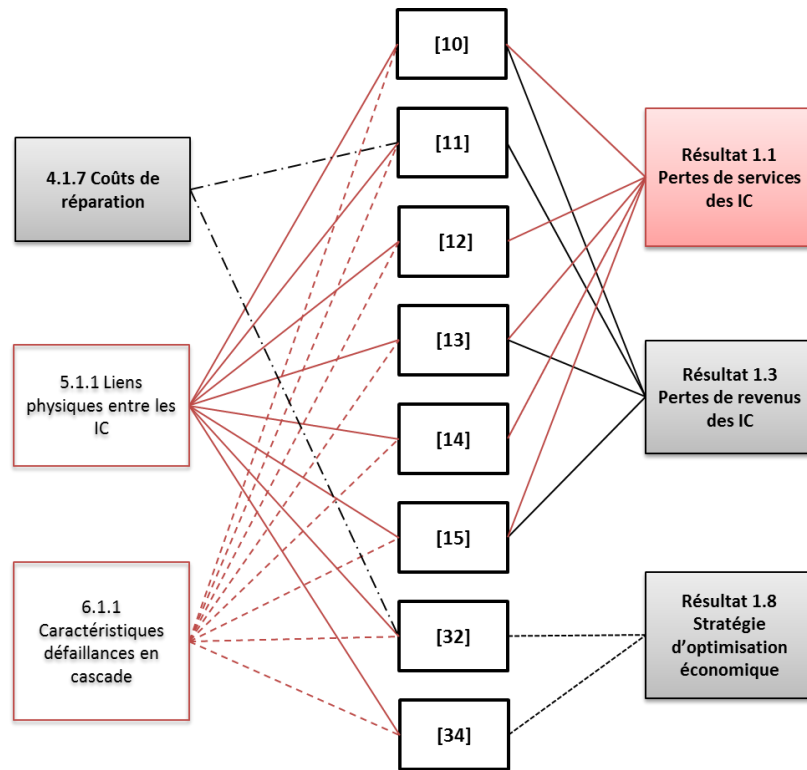 4.1.7 Coûts de
réparation
5.1.1 Liens
physiques entre les
IC
6.1.1
Caractéristiques
défaillances en
cascade
[10]
[11]
[12]
[13]
[14]
[15]
[32]
[34]
Résultat 1.1
Pertes de services
des IC
Résultat 1.3
Pertes de revenus
des IC
Résultat 1.8
Stratégie
d’optimisation
économique